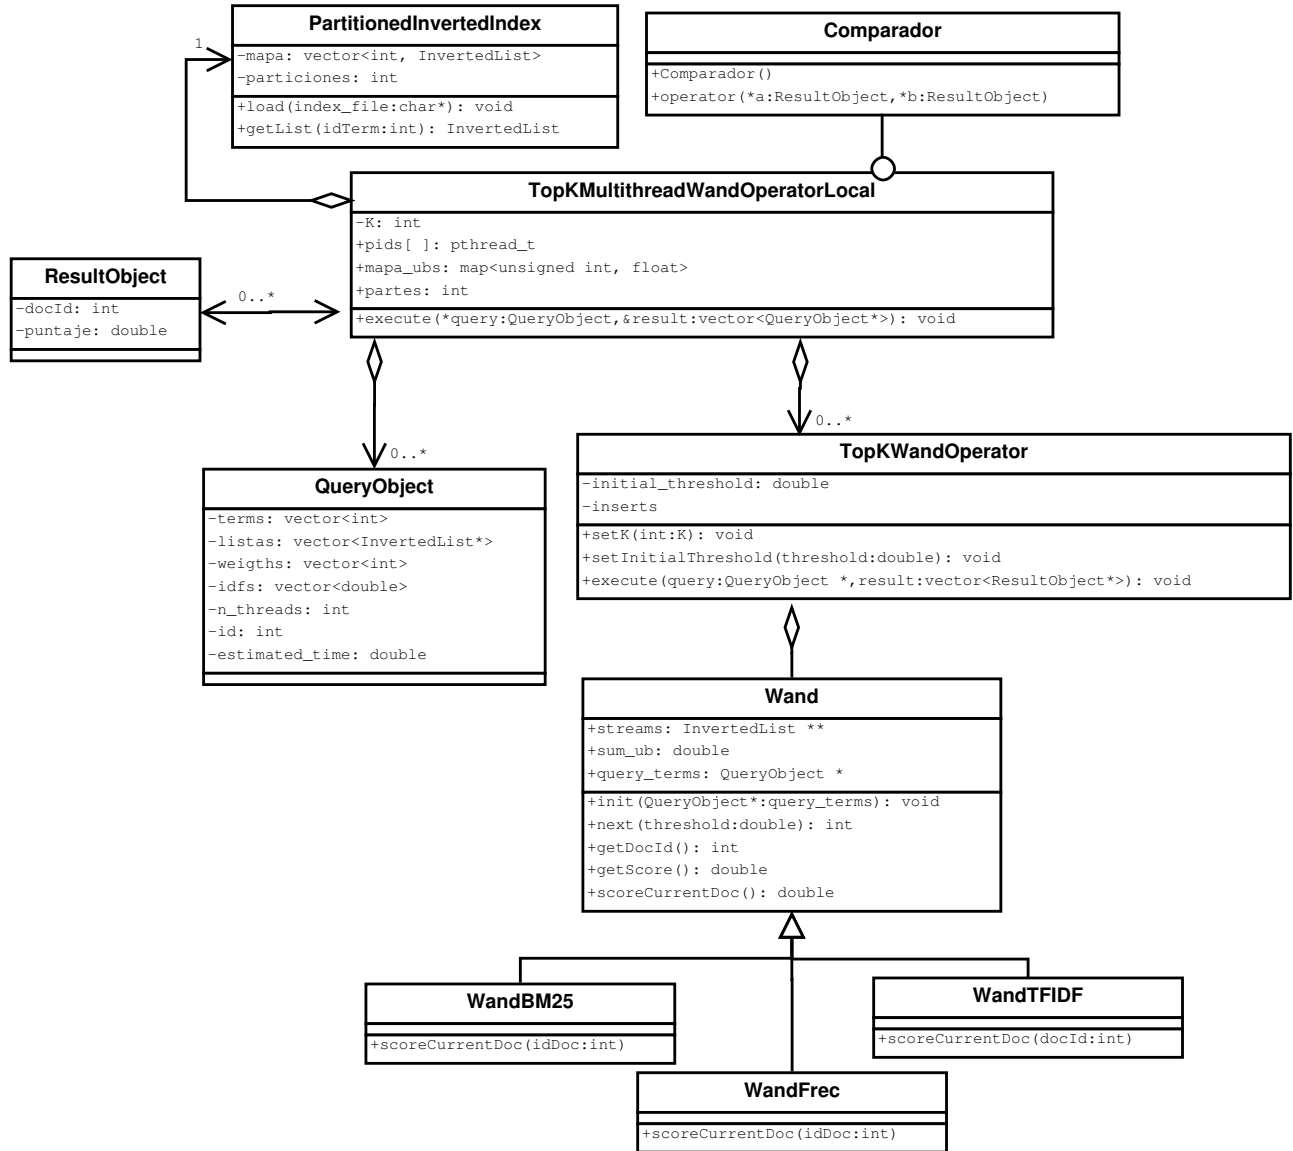 PartitionedInvertedIndex
-mapa: vector<int, InvertedList>
-particiones: int
+load(index_file:char*): void
+getList(idTerm:int): InvertedList
1
Comparador
+Comparador()
+operator(*a:ResultObject,*b:ResultObject)
TopKMultithreadWandOperatorLocal
-K: int
+pids[ ]: pthread_t
+mapa_ubs: map<unsigned int, float>
+partes: int
+execute(*query:QueryObject,&result:vector<QueryObject*>): void
ResultObject
-docId: int
-puntaje: double
0..*
0..*
0..*
QueryObject
-terms: vector<int>
-listas: vector<InvertedList*>
-weigths: vector<int>
-idfs: vector<double>
-n_threads: int
-id: int
-estimated_time: double
TopKWandOperator
-initial_threshold: double
-inserts
+setK(int:K): void
+setInitialThreshold(threshold:double): void
+execute(query:QueryObject *,result:vector<ResultObject*>): void
Wand
+streams: InvertedList **
+sum_ub: double
+query_terms: QueryObject *
+init(QueryObject*:query_terms): void
+next(threshold:double): int
+getDocId(): int
+getScore(): double
+scoreCurrentDoc(): double
WandBM25
+scoreCurrentDoc(idDoc:int)
WandTFIDF
+scoreCurrentDoc(docId:int)
WandFrec
+scoreCurrentDoc(idDoc:int)